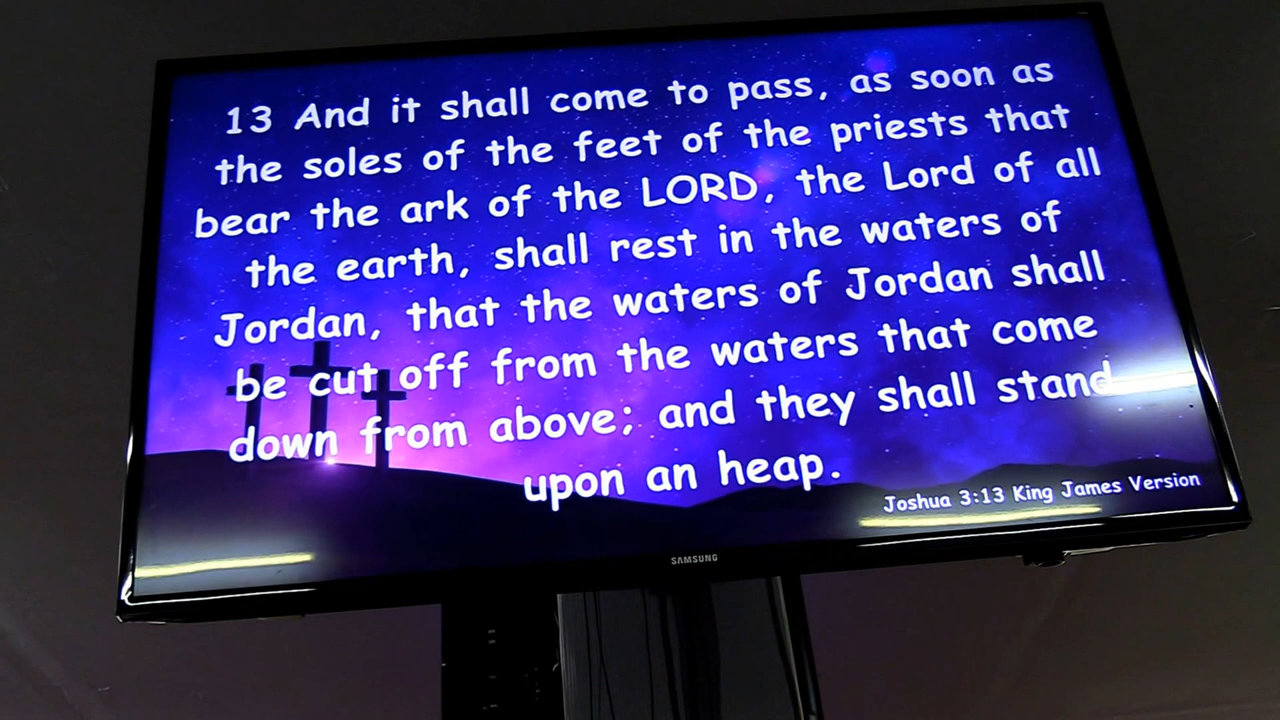 13 And it shall come to pass, as soon as
the soles of the feet of the priests that
bear the ark of the LORD, the Lord of all
the earth, shall rest in the waters of
Jordan, that the waters of Jordan shall
be cut off from the waters that come
down from above; and they shall stand
upon an heap.
Joshua 3:13 King James Version
SAMSUNG